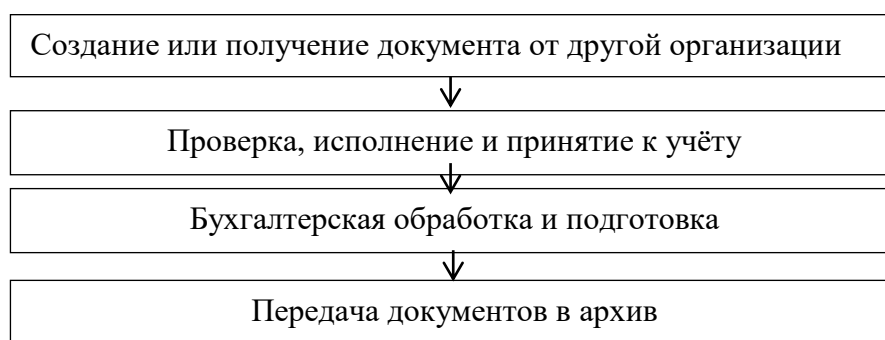 Создание или получение документа от другой организации
Проверка, исполнение и принятие к учёту
Бухгалтерская обработка и подготовка
Передача документов в архив